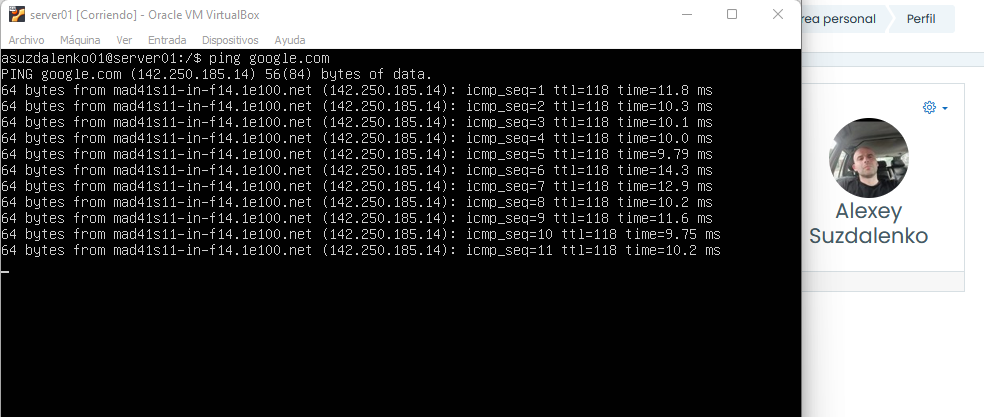 server01 [Corriendo] - Oracle VM VirtualBox
Archivo Máquina Ver Entrada Dispositivos Ayuda
asuzdalenko01@server01:/$ ping google.com
PING google.com (142.250.185.14) 56(84) bytes of data.
64 bytes from mad41s11-in-f14.1e100.net (142.250.185.14): icmp_seq=1 ttl=118 time=11.8 ms
64 bytes from mad41s11-in-f14.1e100.net (142.250.185.14): icmp_seq=2 ttl=118 time=10.3 ms
64 bytes from mad41s11-in-f14.1e100.net (142.250.185.14): icmp_seq=3 ttl=118 time=10.1 ms
64 bytes from mad41s11-in-f14.1e100.net (142.250.185.14): icmp_seq=4 ttl=118 time=10.0 ms
64 bytes from mad41s11-in-f14.1e100.net (142.250.185.14): icmp_seq=5 ttl=118 time=9.79 ms
64 bytes from mad41s11-in-f14.1e100.net (142.250.185.14): icmp_seq=6 ttl=118 time=14.3 ms
64 bytes from mad41s11-in-f14.1e100.net (142.250.185.14): icmp_seq=7 ttl=118 time=12.9 ms
64 bytes from mad41s11-in-f14.1e100.net (142.250.185.14): icmp_seq=8 ttl=118 time=10.2 ms
64 bytes from mad41s11-in-f14.1e100.net (142.250.185.14): icmp_seq=9 ttl=118 time=11.6 ms
64 bytes from mad41s11-in-f14.1e100.net (142.250.185.14): icmp_seq=10 ttl=118 time=9.75 ms
64 bytes from mad41s11-in-f14.1e100.net (142.250.185.14): icmp_seq=11 ttl=118 time=10.2 ms
rea personal Perfil
Alexey
Suzdalenko